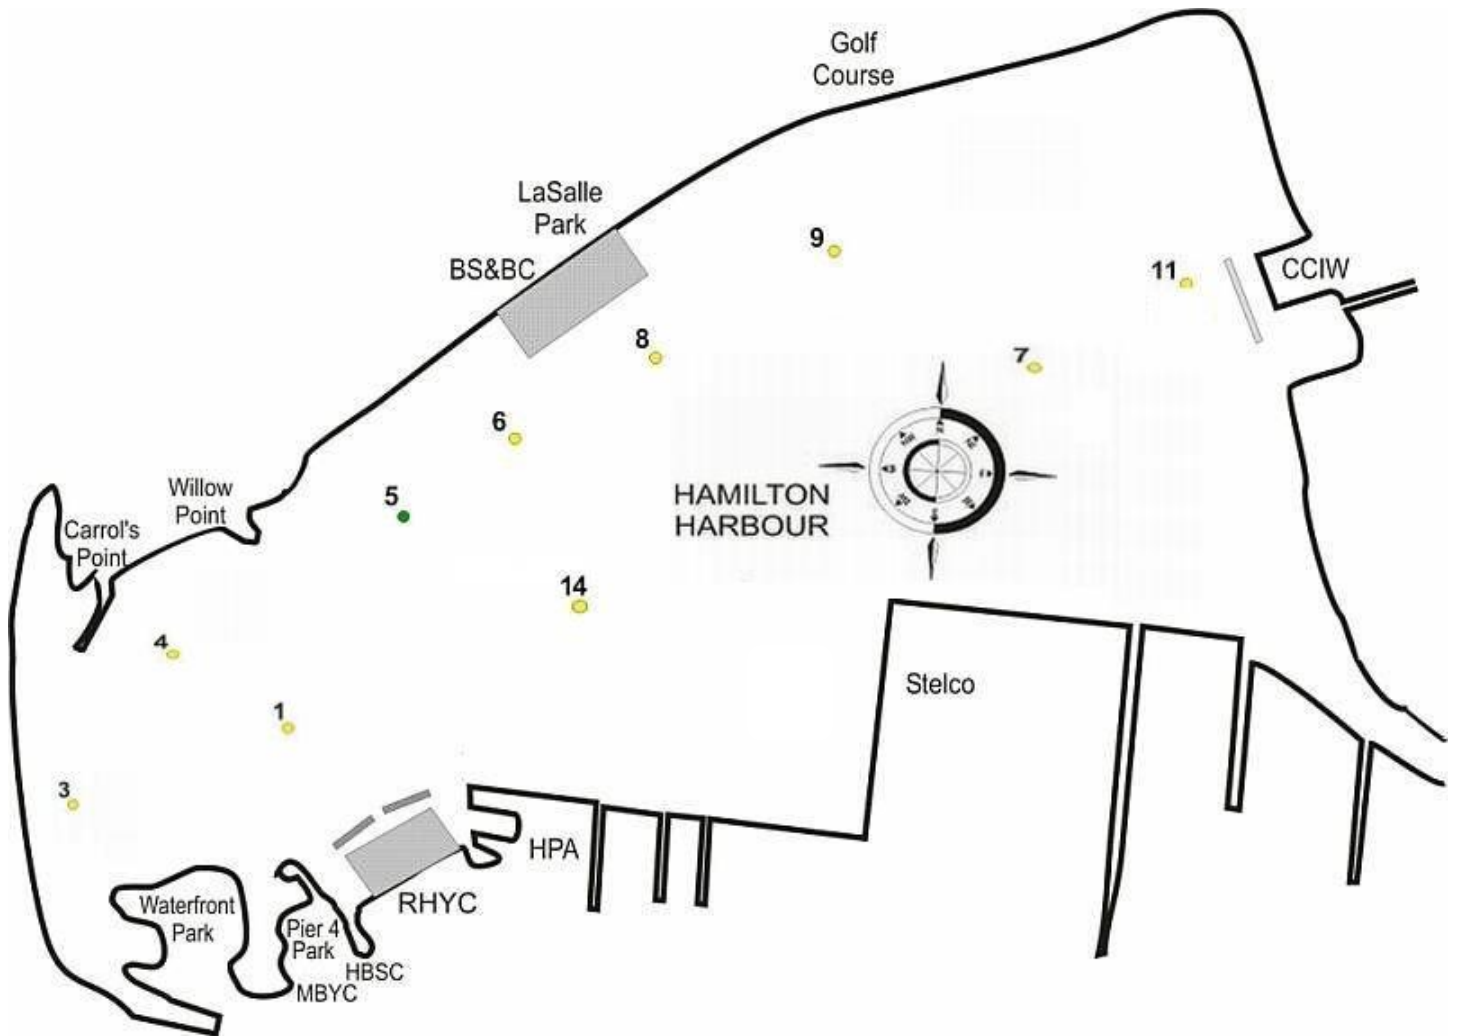 Golf
Course
LaSalle
Park
BS&BC
9
11
CCIW
8
7
6
Willow
Point
5
HAMILTON
HARBOUR
Carrol's
Point
14
4
Stelco
1
3
HPA
RHYC
Waterfront
Park
Pier 4
Park
HBSC
MBYC